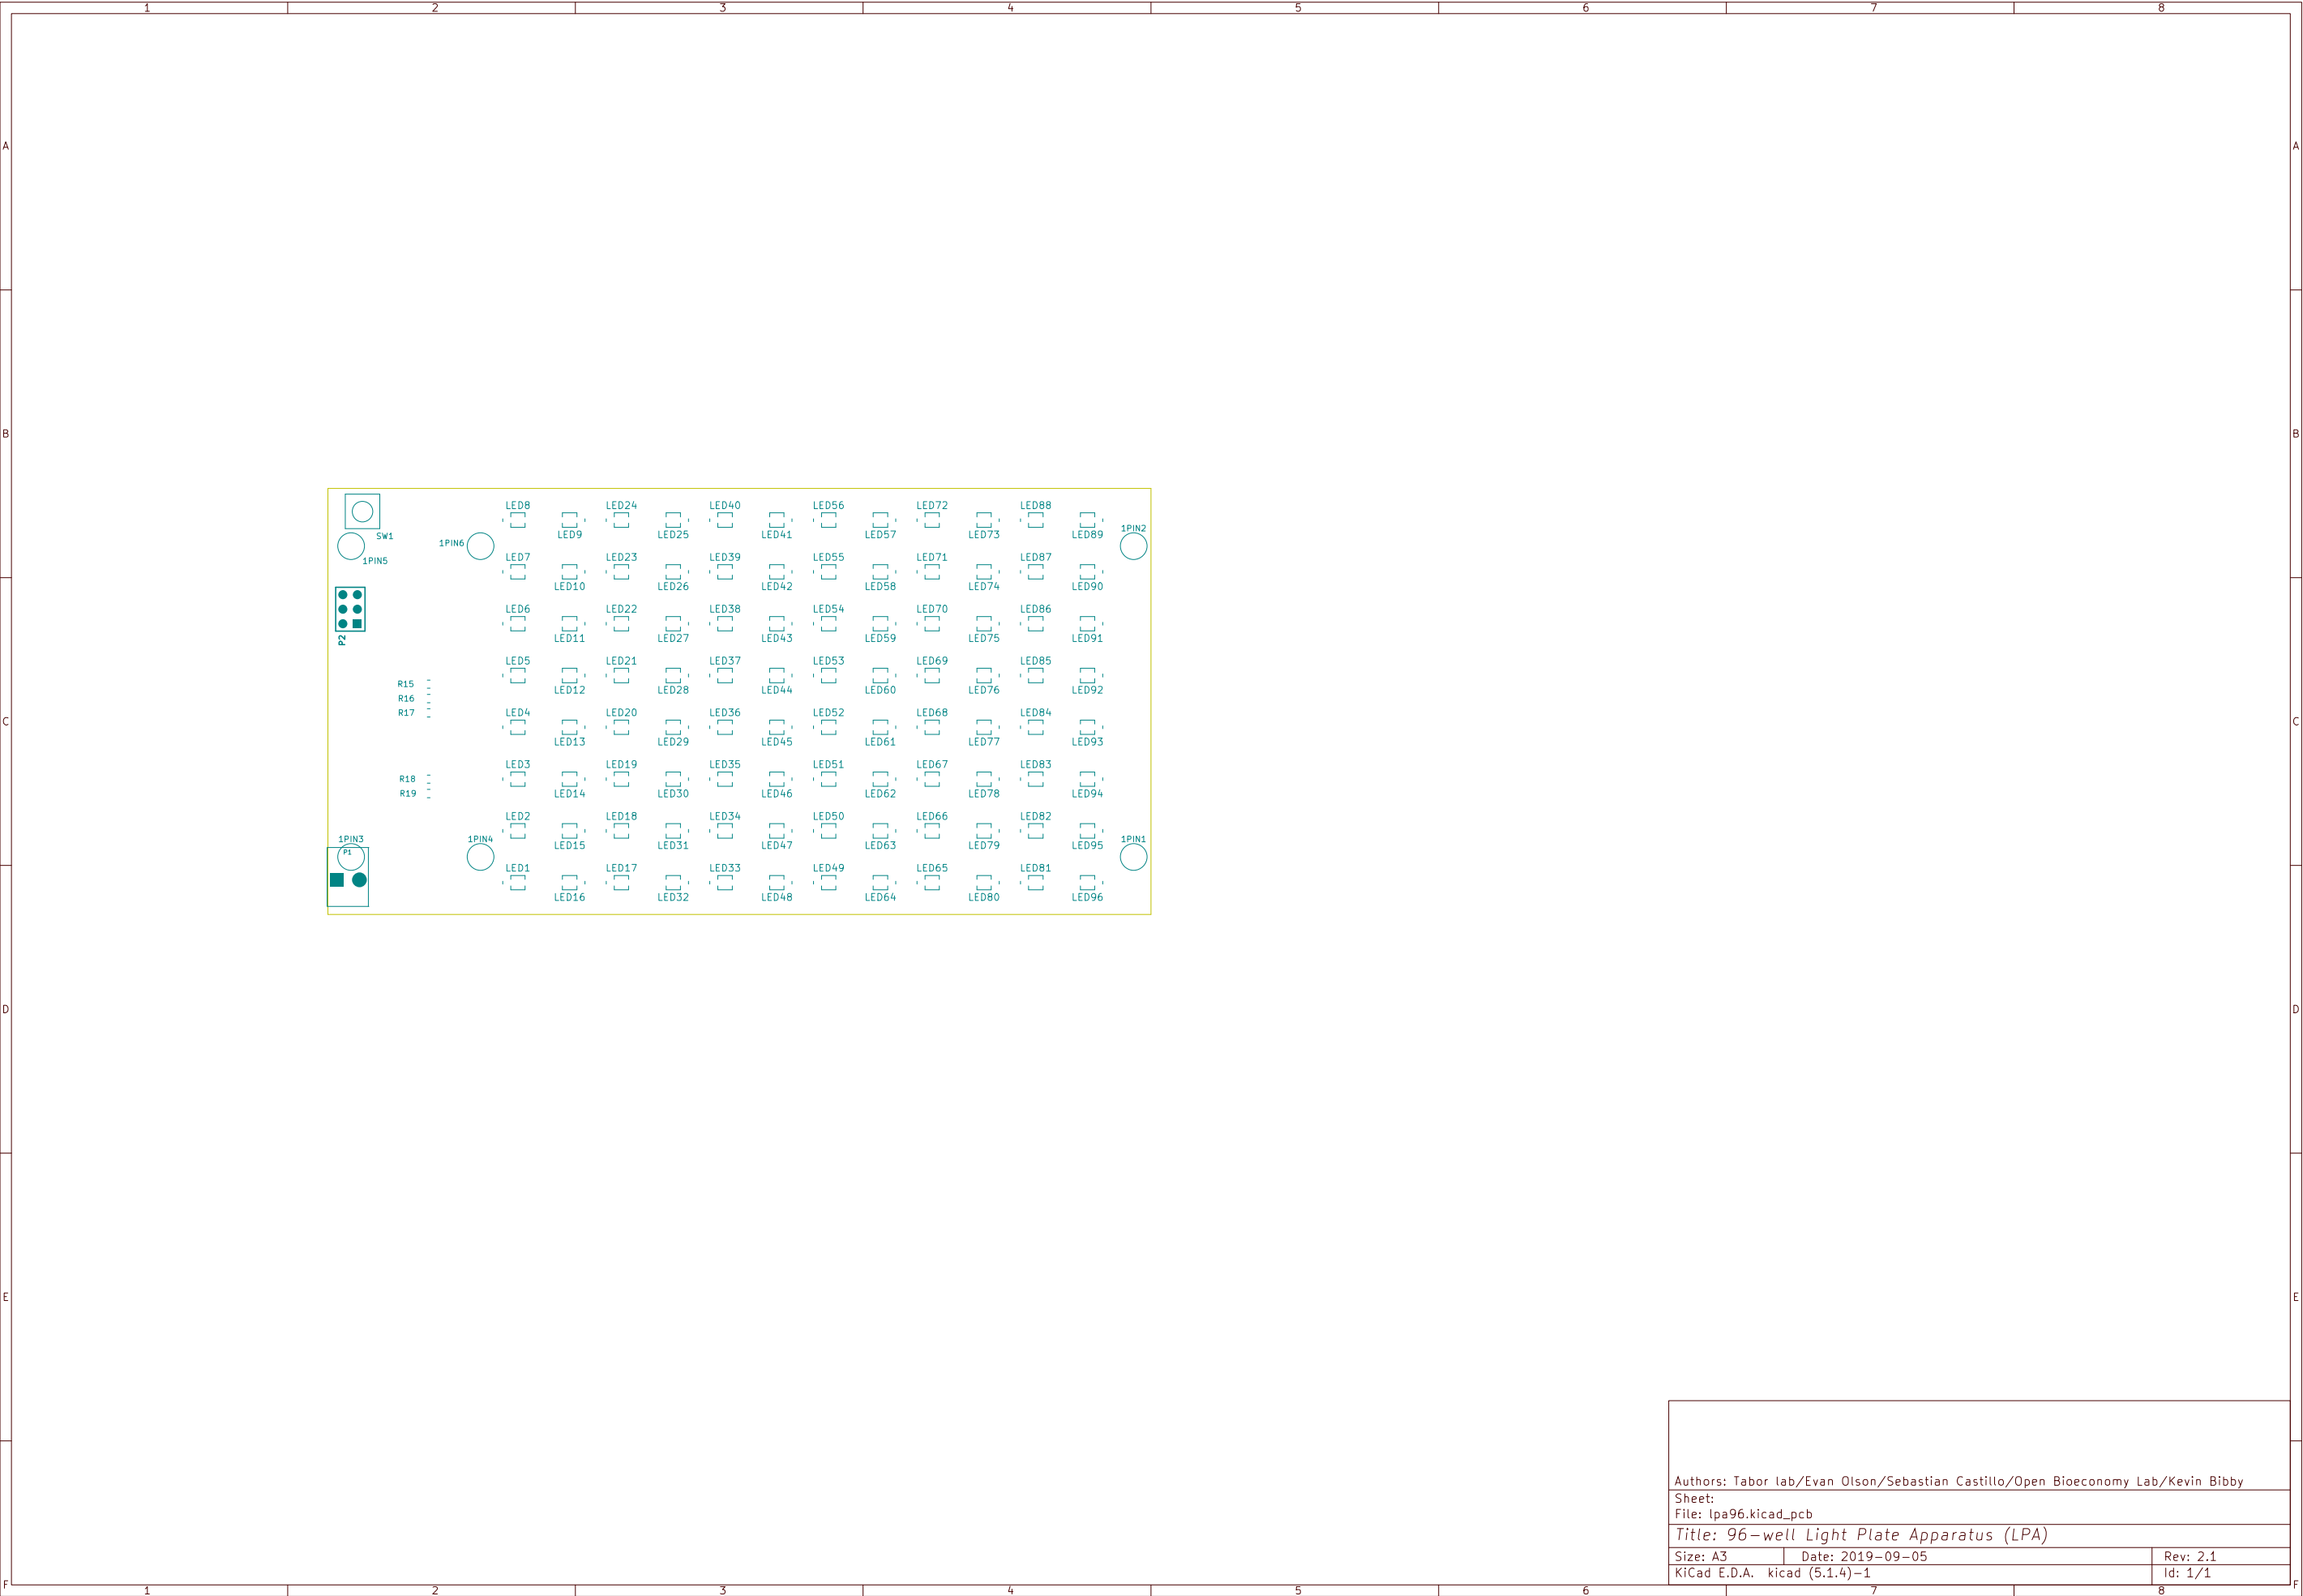 1 2 3 4 5 6 7 8
A A
B B
LED8 LED24 LED40 LED56 LED72 LED88
1PIN2
SW1 LED9 LED25 LED41 LED57 LED73 LED89
1PIN6
1PIN5 LED7 LED23 LED39 LED55 LED71 LED87
LED10 LED26 LED42 LED58 LED74 LED90
LED6 LED22 LED38 LED54 LED70 LED86
P2 LED11 LED27 LED43 LED59 LED75 LED91
LED5 LED21 LED37 LED53 LED69 LED85
R15 LED12 LED28 LED44 LED60 LED76 LED92
R16
R17 LED4 LED20 LED36 LED52 LED68 LED84
C C
LED13 LED29 LED45 LED61 LED77 LED93
LED3 LED19 LED35 LED51 LED67 LED83
R18
R19 LED14 LED30 LED46 LED62 LED78 LED94
LED2 LED18 LED34 LED50 LED66 LED82
1PIN3 1PIN4 1PIN1
P1 LED15 LED31 LED47 LED63 LED79 LED95
LED1 LED17 LED33 LED49 LED65 LED81
LED16 LED32 LED48 LED64 LED80 LED96
D D
E E
Authors: Tabor lab/Evan Olson/Sebastian Castillo/Open Bioeconomy Lab/Kevin Bibby
Sheet:
File: lpa96.kicad_pcb
Title: 96-well Light Plate Apparatus (LPA)
Size: A3 Date: 2019-09-05 Rev: 2.1
KiCad E.D.A. kicad (5.1.4)-1 Id: 1/1
F F
1 2 3 4 5 6 7 8